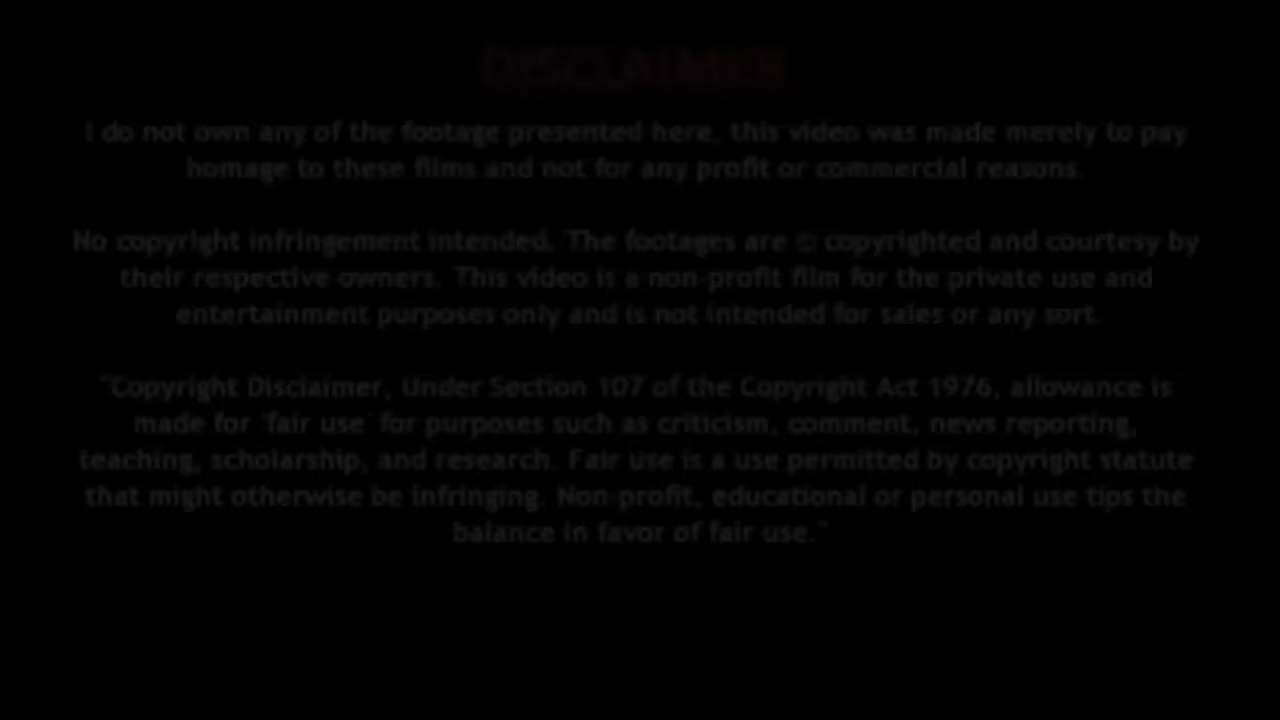 DISCLAIMER
I do not own any of the footage presented here, this video was made merely to pay
homage to these films and not for any profit or commercial reasons.
No copyright infringement intended. The footages are © copyrighted and courtesy by
their respective owners. This video is a non-profit film for the private use and
entertainment purposes only and is not intended for sales or any sort.
"Copyright Disclaimer, Under Section 107 of the Copyright Act 1976, allowance is
made for 'fair use' for purposes such as criticism, comment, news reporting,
teaching, scholarship, and research. Fair use is a use permitted by copyright statute
that might otherwise be infringing. Non-profit, educational or personal use tips the
balance in favor of fair use."